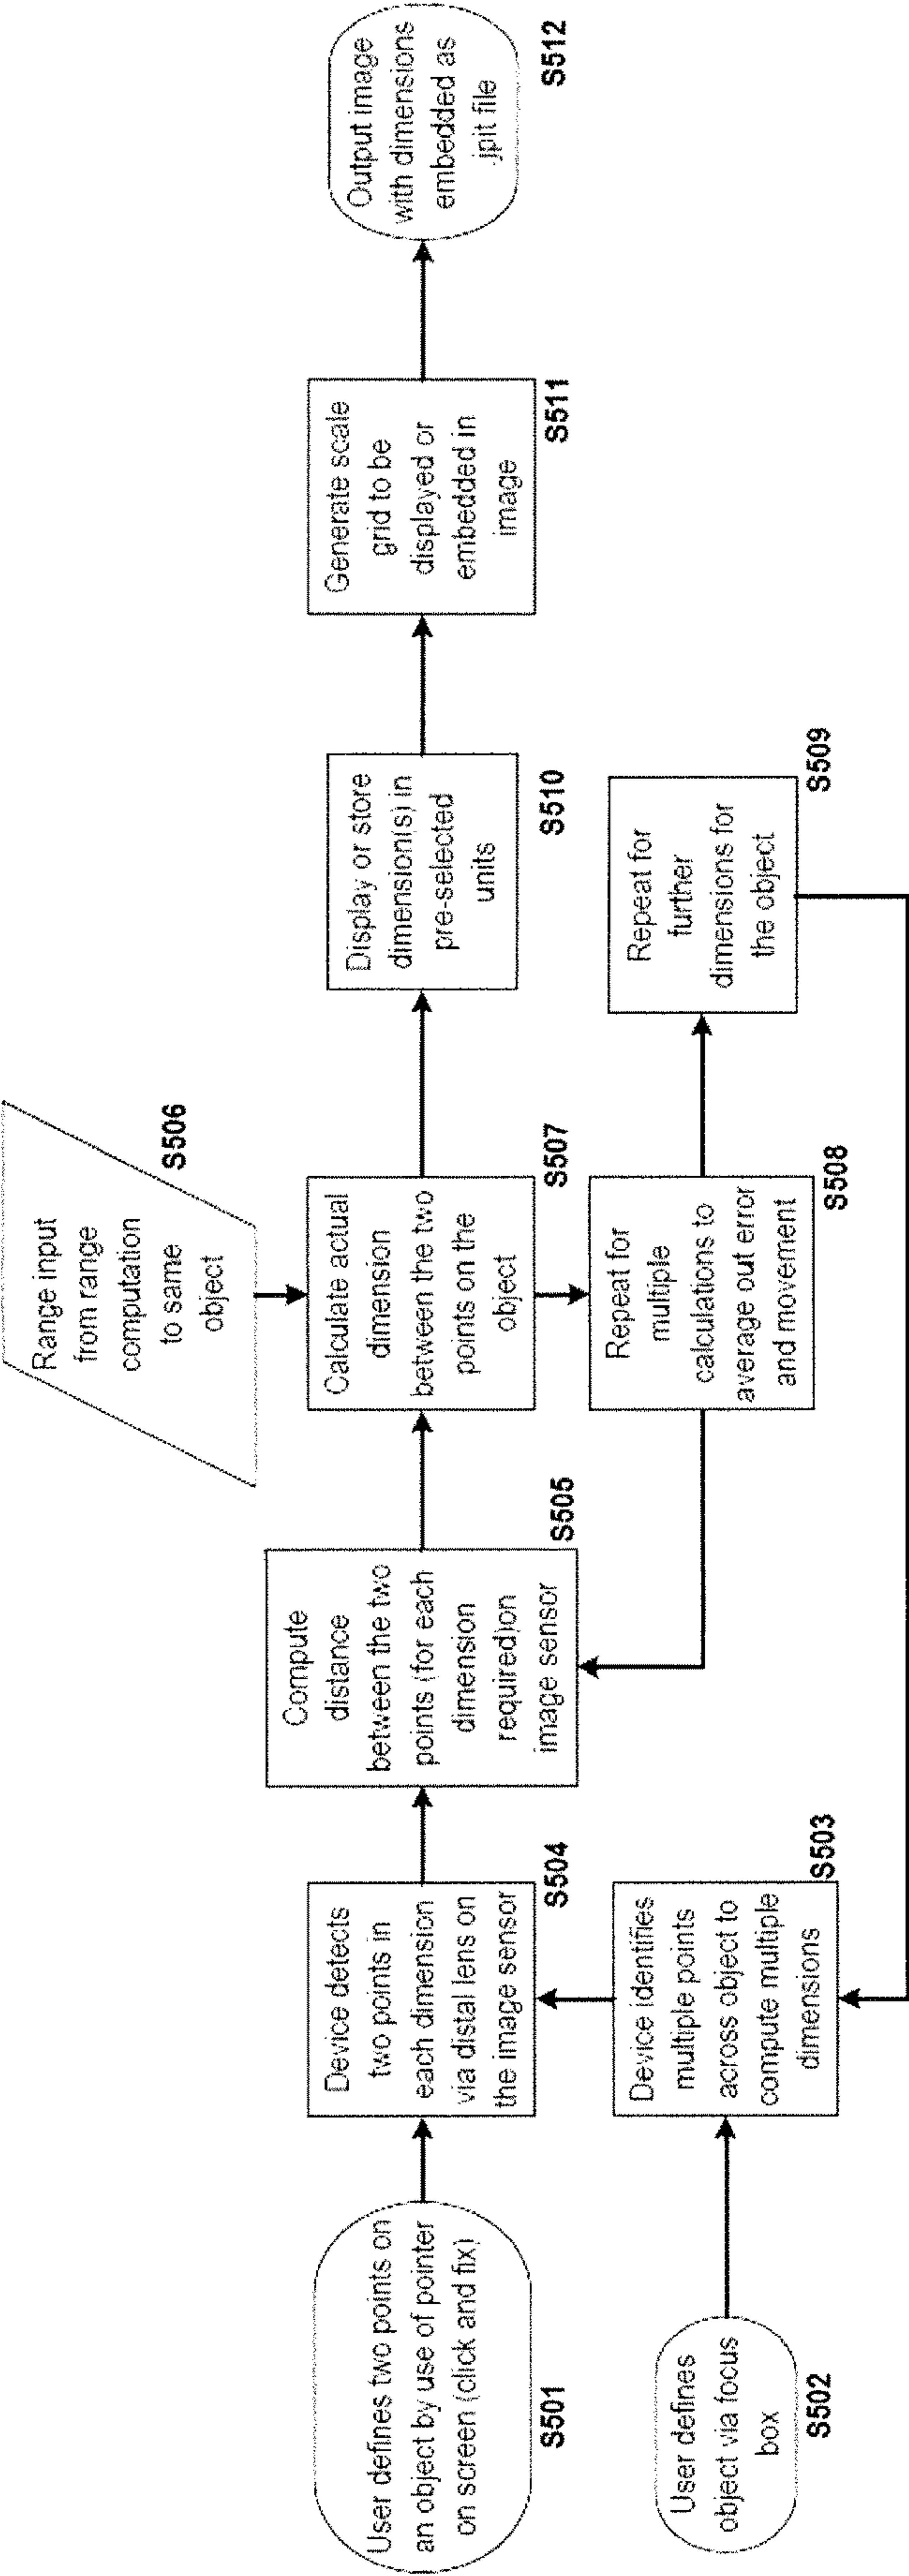 User defines two points on
an object by use of pointer
on screen (click and fix)
S501
User defines
object via focus
box
S502
Device identifies
multiple points
across object to
compute multiple
dimensions
S503
Device detects
two points in
each dimension
via distal lens on
the image sensor
S504
Compute
distance
between the two
points (for each
dimension
required)on
image sensor
S505
Range input
from range
computation
to same
object
S506
Calculate actual
dimension
between the two
points on the
object
S507
Repeat for
multiple
calculations to
average out error
and movement
S508
Repeat for
further
dimensions for
the object
S509
Display or store
dimension(s) in
pre-selected
units
S510
Generate scale
grid to be
displayed or
embedded in
image
S511
Output image
with dimensions
embedded as
.jpit file
S512